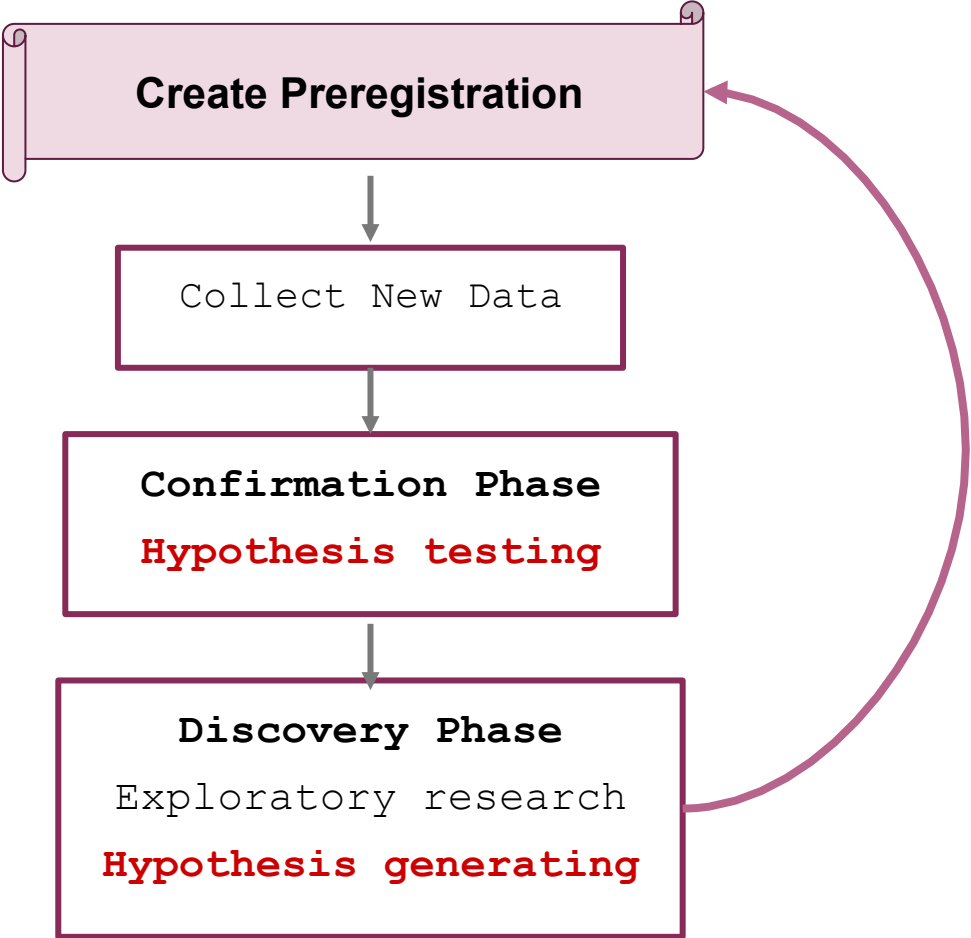 Create Preregistration
Collect New Data
Confirmation Phase
Hypothesis testing
Discovery Phase
Exploratory research
Hypothesis generating